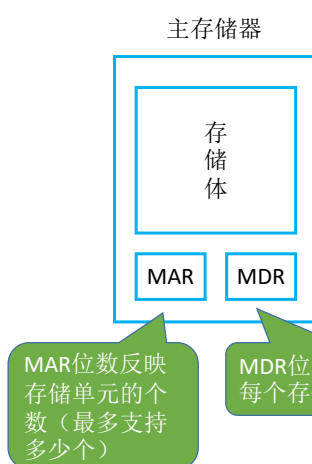 主存储器
存
储
体
MAR
MDR
MAR位数反映
存储单元的个
数（最多支持
多少个）
MDR位
每个存